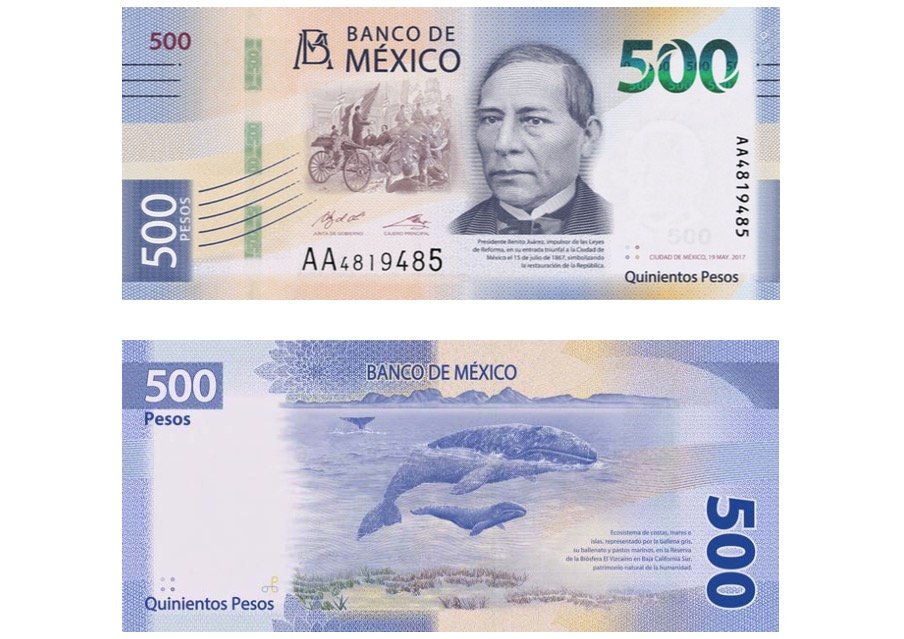 500
BM
BANCO DE
MÉXICO
500
AA4819485
500
PESOS
JUNTA DE GOBIERNO
CAJERO PRINCIPAL
AA4819485
Presidente Benito Juárez, impulsor de las Leyes
de Reforma, en su entrada triunfal a la Ciudad de
México el 15 de julio de 1867, simbolizando
la restauración de la República.
500
CIUDAD DE MÉXICO, 19 MAY. 2017
Quinientos Pesos
500
Pesos
BANCO DE MÉXICO
500
Ecosistema de costas, mares e
islas, representado por la ballena gris,
su ballenato y pastos marinos, en la Reserva
de la Biósfera El Vizcaíno en Baja California Sur,
patrimonio natural de la humanidad.
Quinientos Pesos